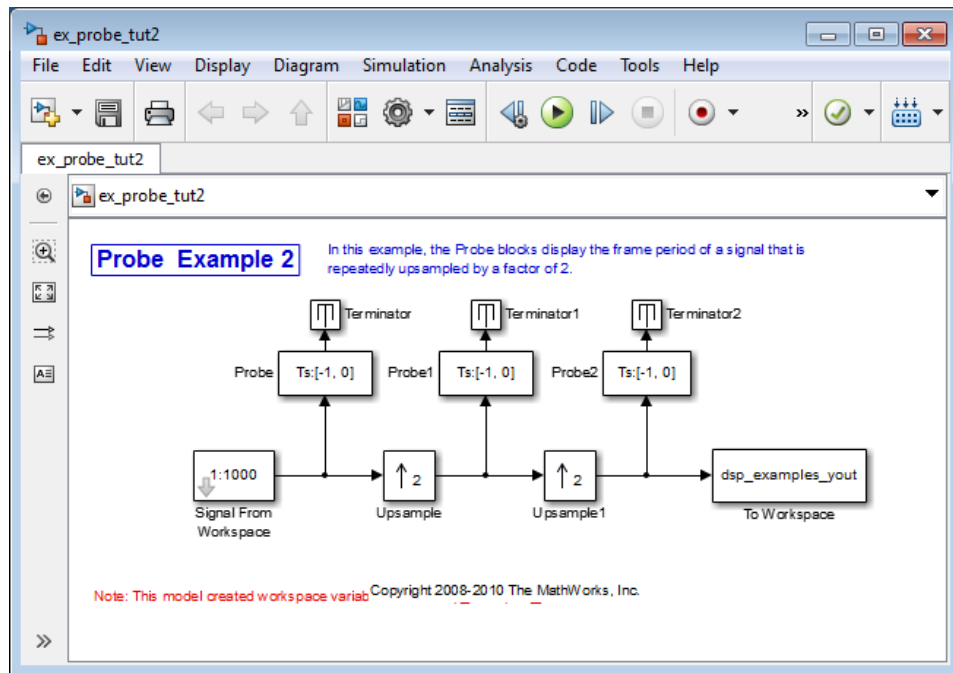 ex_probe_tut2
File Edit View Display Diagram Simulation Analysis Code Tools Help
»
ex_probe_tut2
ex_probe_tut2
Probe Example 2
In this example, the Probe blocks display the frame period of a signal that is
repeatedly upsampled by a factor of 2.
Terminator Terminator1 Terminator2
Probe Ts:[-1, 0] Probe1 Ts:[-1, 0] Probe2 Ts:[-1, 0]
1:1000 2 2 dsp_examples_yout
Signal From Upsample Upsample1 To Workspace
Workspace
Note: This model created workspace variab Copyright 2008-2010 The MathWorks, Inc.
»